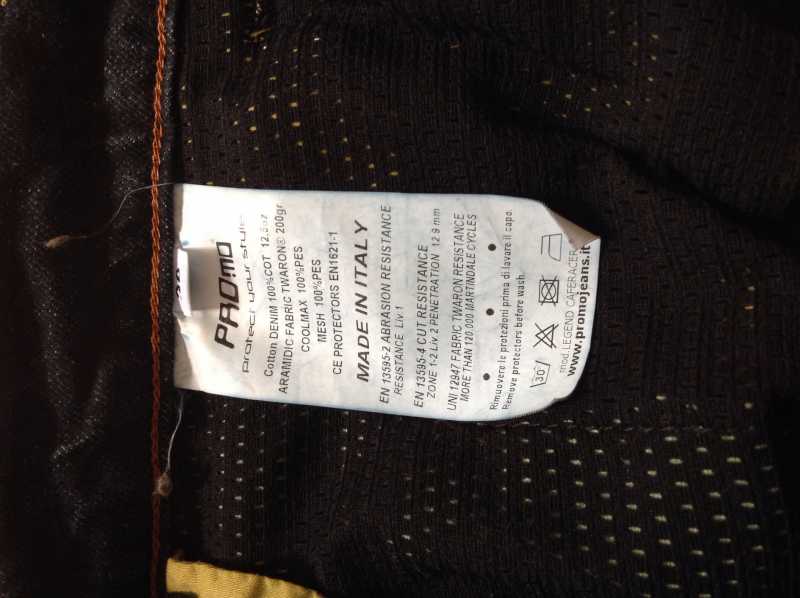 PROmo
protect your style
Cotton DENIM 100%COT 12.5oz
ARAMIDIC FABRIC TWARON® 200gr
COOLMAX 100%PES
MESH 100%PES
CE PROTECTORS EN1621-1
MADE IN ITALY
EN 13595-2 ABRASION RESISTANCE
RESISTANCE Liv.1
EN 13595-4 CUT RESISTANCE
ZONE 1-2 Liv.2 PENETRATION 12.9 mm
UNI 12947 FABRIC TWARON RESISTANCE
MORE THAN 120.000 MARTINDALE CYCLES
Rimuovere le protezioni prima di lavare il capo.
Remove protectors before wash.
30°
mod.LEGEND CAFERACER
www.promojeans.it